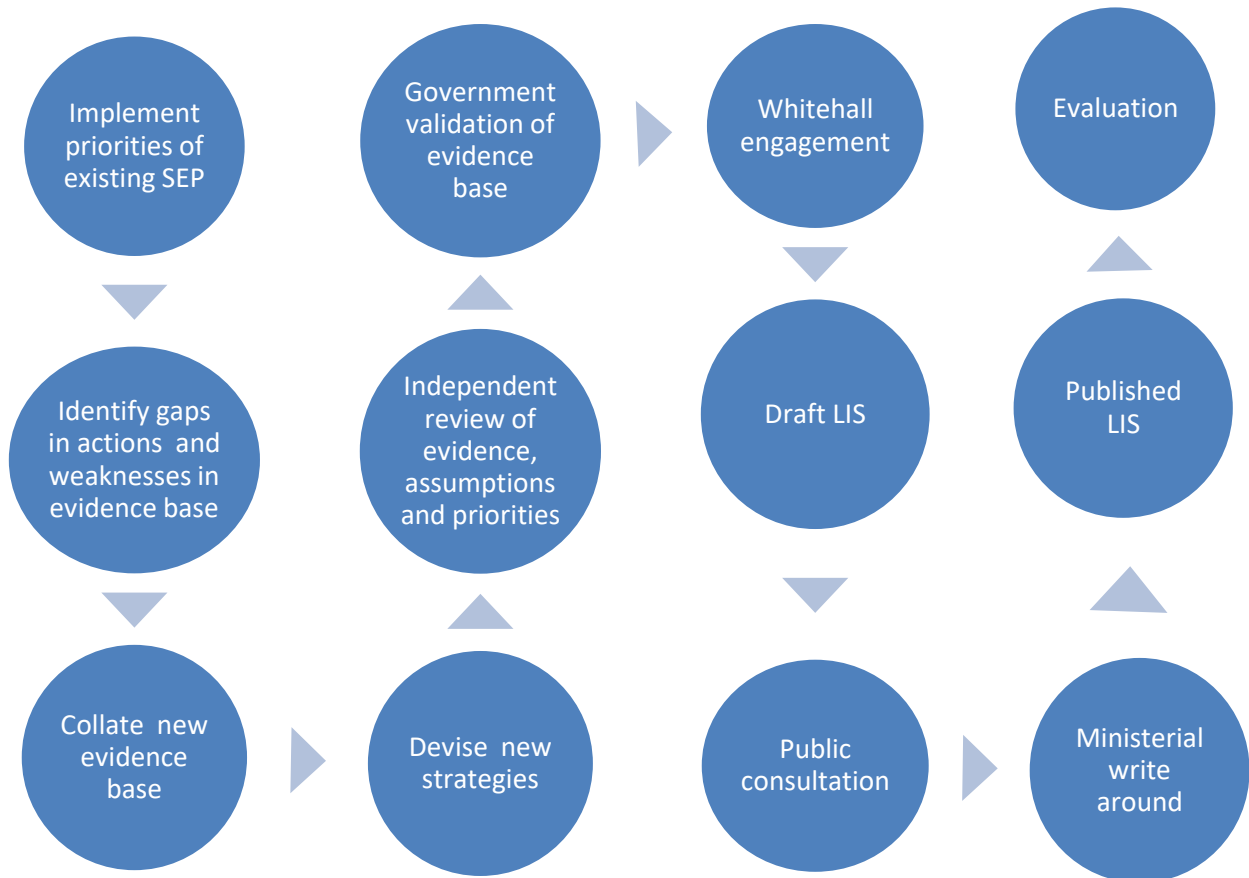 Implement
priorities of
existing SEP
Identify gaps
in actions and
weaknesses in
evidence base
Collate new
evidence
base
Devise new
strategies
Independent
review of
evidence,
assumptions
and priorities
Government
validation of
evidence
base
Whitehall
engagement
Draft LIS
Public
consultation
Ministerial
write
around
Published
LIS
Evaluation